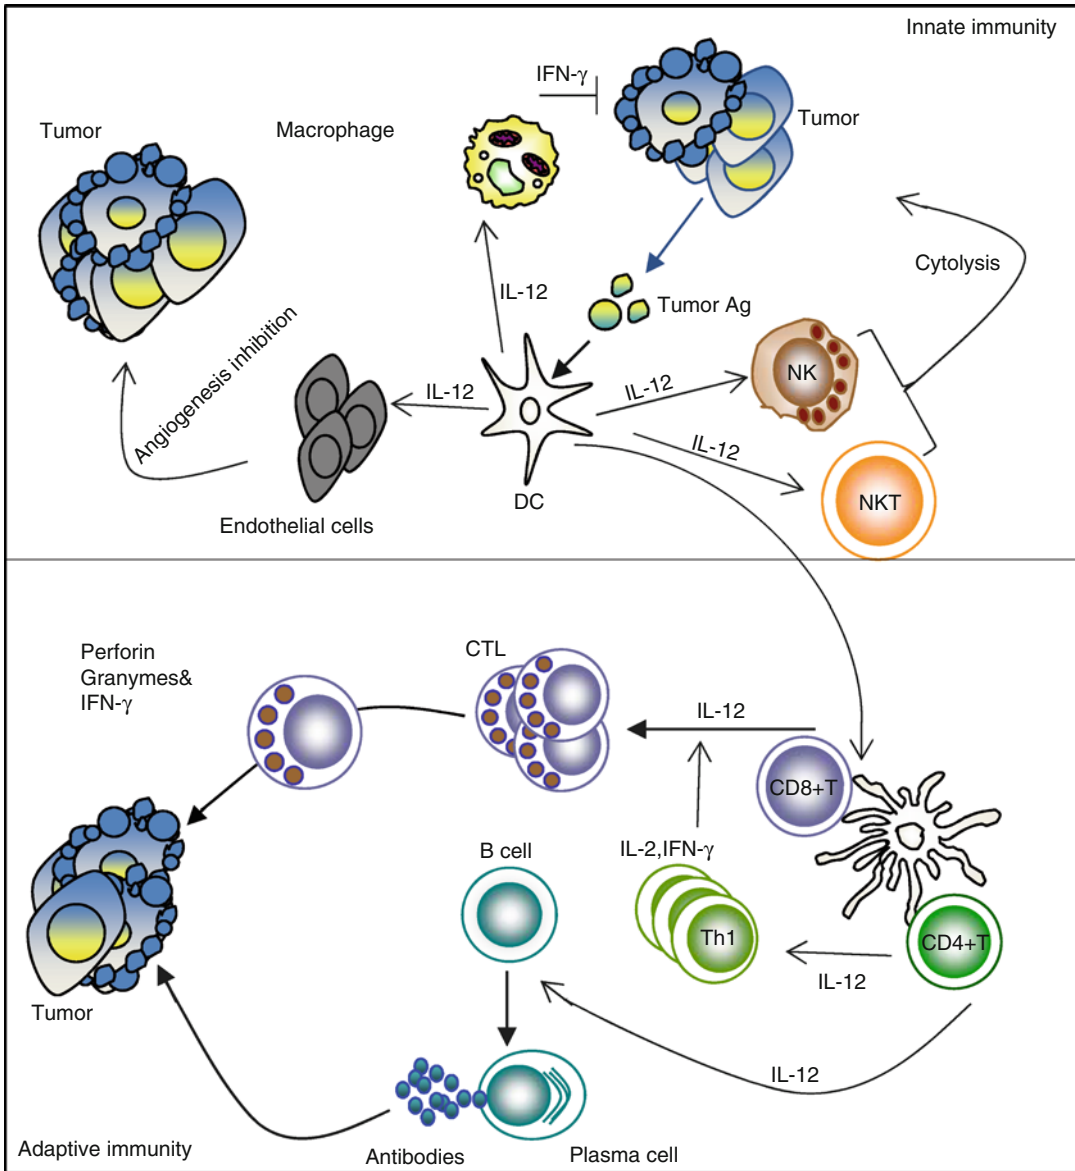 Innate immunity
IFN-γ
Tumor
Macrophage
Tumor
Cytolysis
IL-12
Tumor Ag
Angiogenesis inhibition
IL-12
IL-12
NK
IL-12
DC
NKT
Endothelial cells
Perforin
Granymes&
IFN-γ
CTL
IL-12
CD8+T
IL-2,IFN-γ
B cell
Th1
CD4+T
IL-12
Tumor
IL-12
Adaptive immunity
Antibodies
Plasma cell